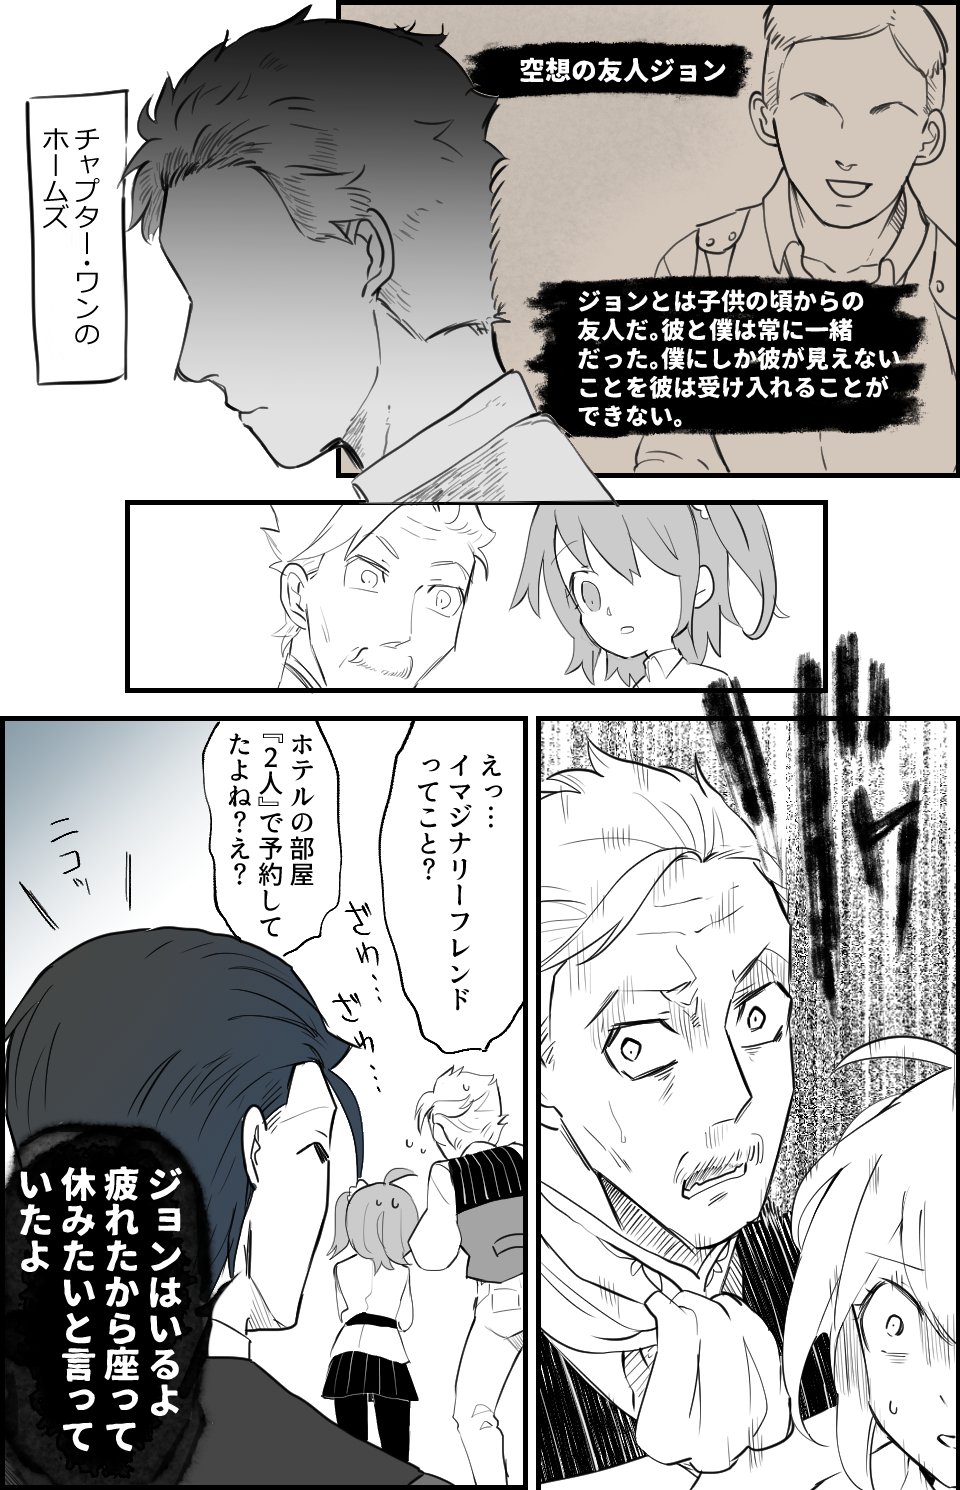 空想の友人ジョン
チャプター・ワンの
ホームズ
ジョンとは子供の頃からの
友人だ。彼と僕は常に一緒
だった。僕にしか彼が見えない
ことを彼は受け入れることが
できない。
えっ…
イマジナリーフレンド
ってこと？
ホテルの部屋
『2人』で予約して
たよね？え？
ざわ…
ざわ…
ニコッ
ジョンはいるよ
疲れたから座って
休みたいと言って
いたよ